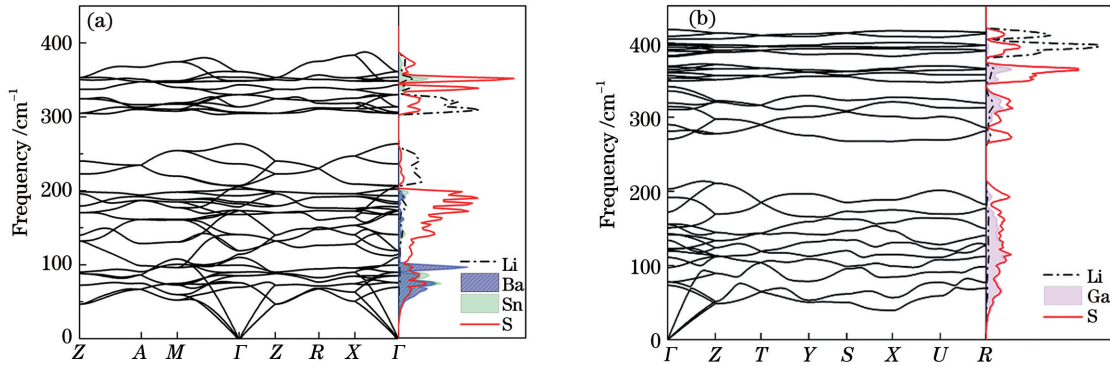 (a)
400
300
200
100
0
Frequency /cm⁻¹
Z A M Γ Z R X Γ
Li
Ba
Sn
S
(b)
400
300
200
100
0
Frequency /cm⁻¹
Γ Z T Y S X U R
Li
Ga
S